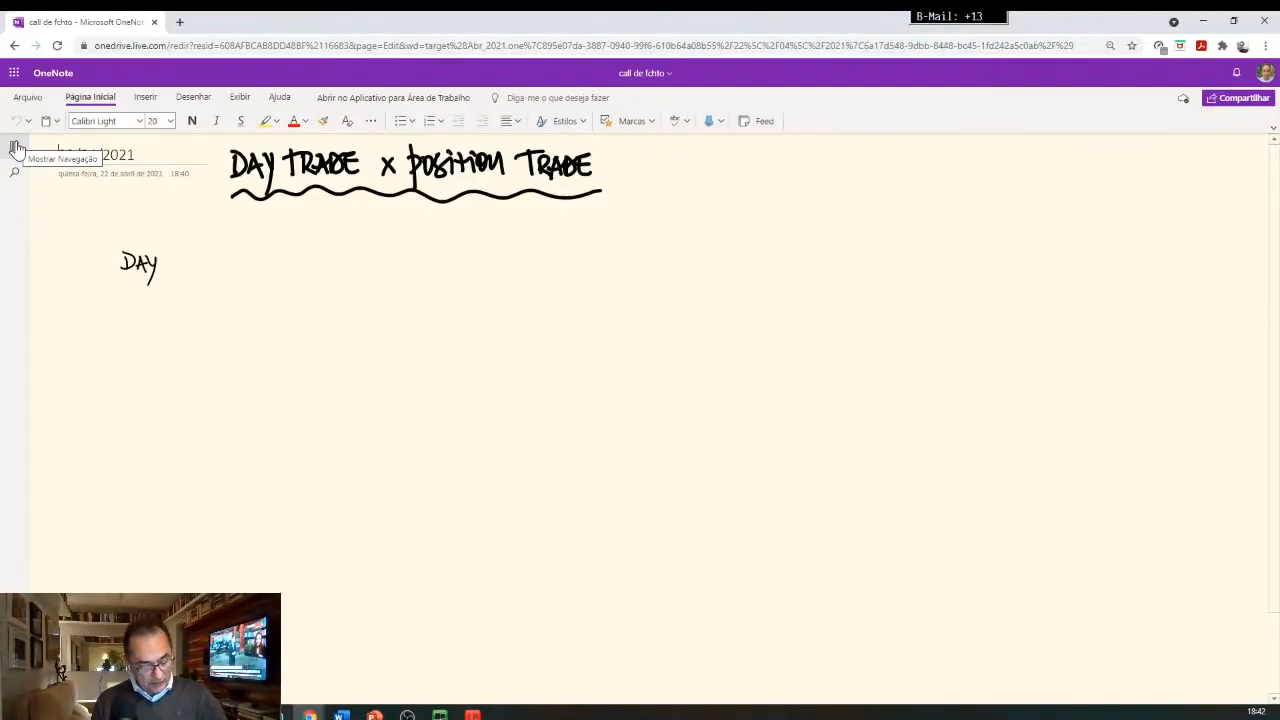 B-Mail: +13
call de fchto - Microsoft OneNote
OneNote
call de fchto
Arquivo Página Inicial Inserir Desenhar Exibir Ajuda Abrir no Aplicativo para Área de Trabalho Diga-me o que deseja fazer Compartilhar
Calibri Light 20 N I S A Estilos Marcas Feed
2021
Mostrar Navegação
quinta-feira, 22 de abril de 2021 18:40
DAY TRADE x POSITION TRADE
DAY
18:42